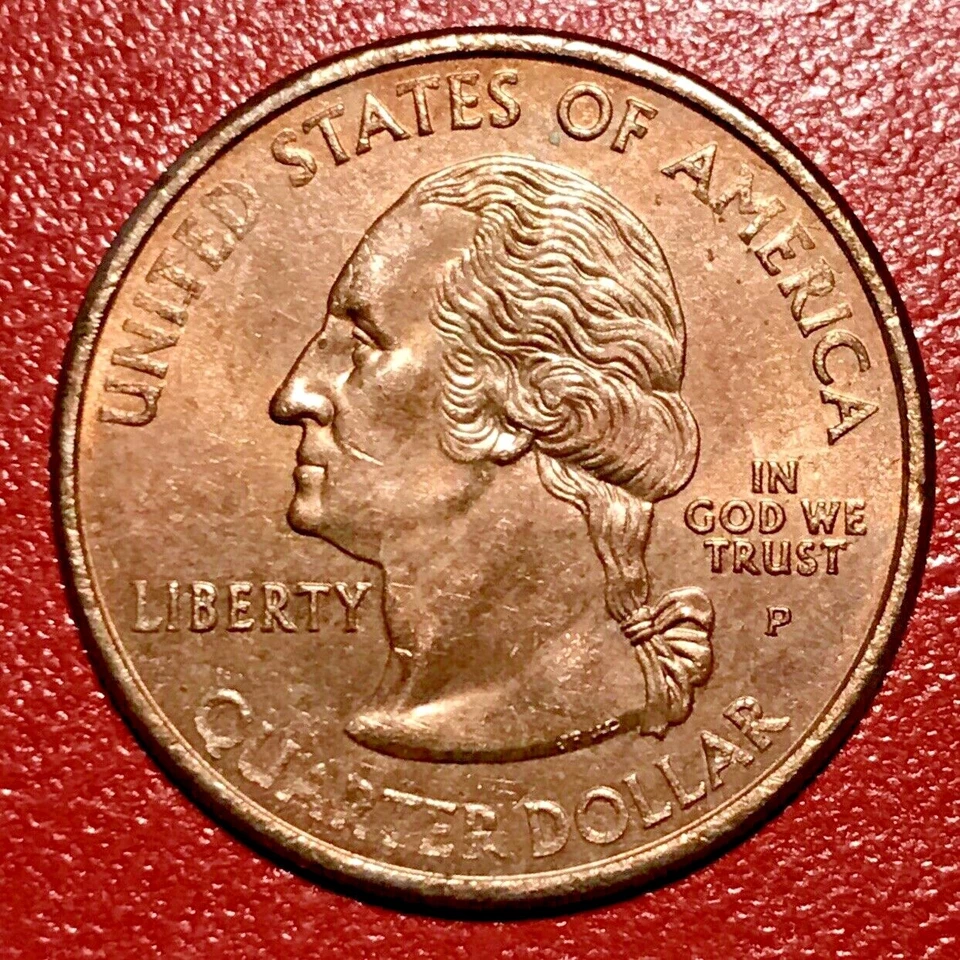 UNITED STATES OF AMERICA
IN
GOD WE
TRUST
LIBERTY
P
QUARTER DOLLAR